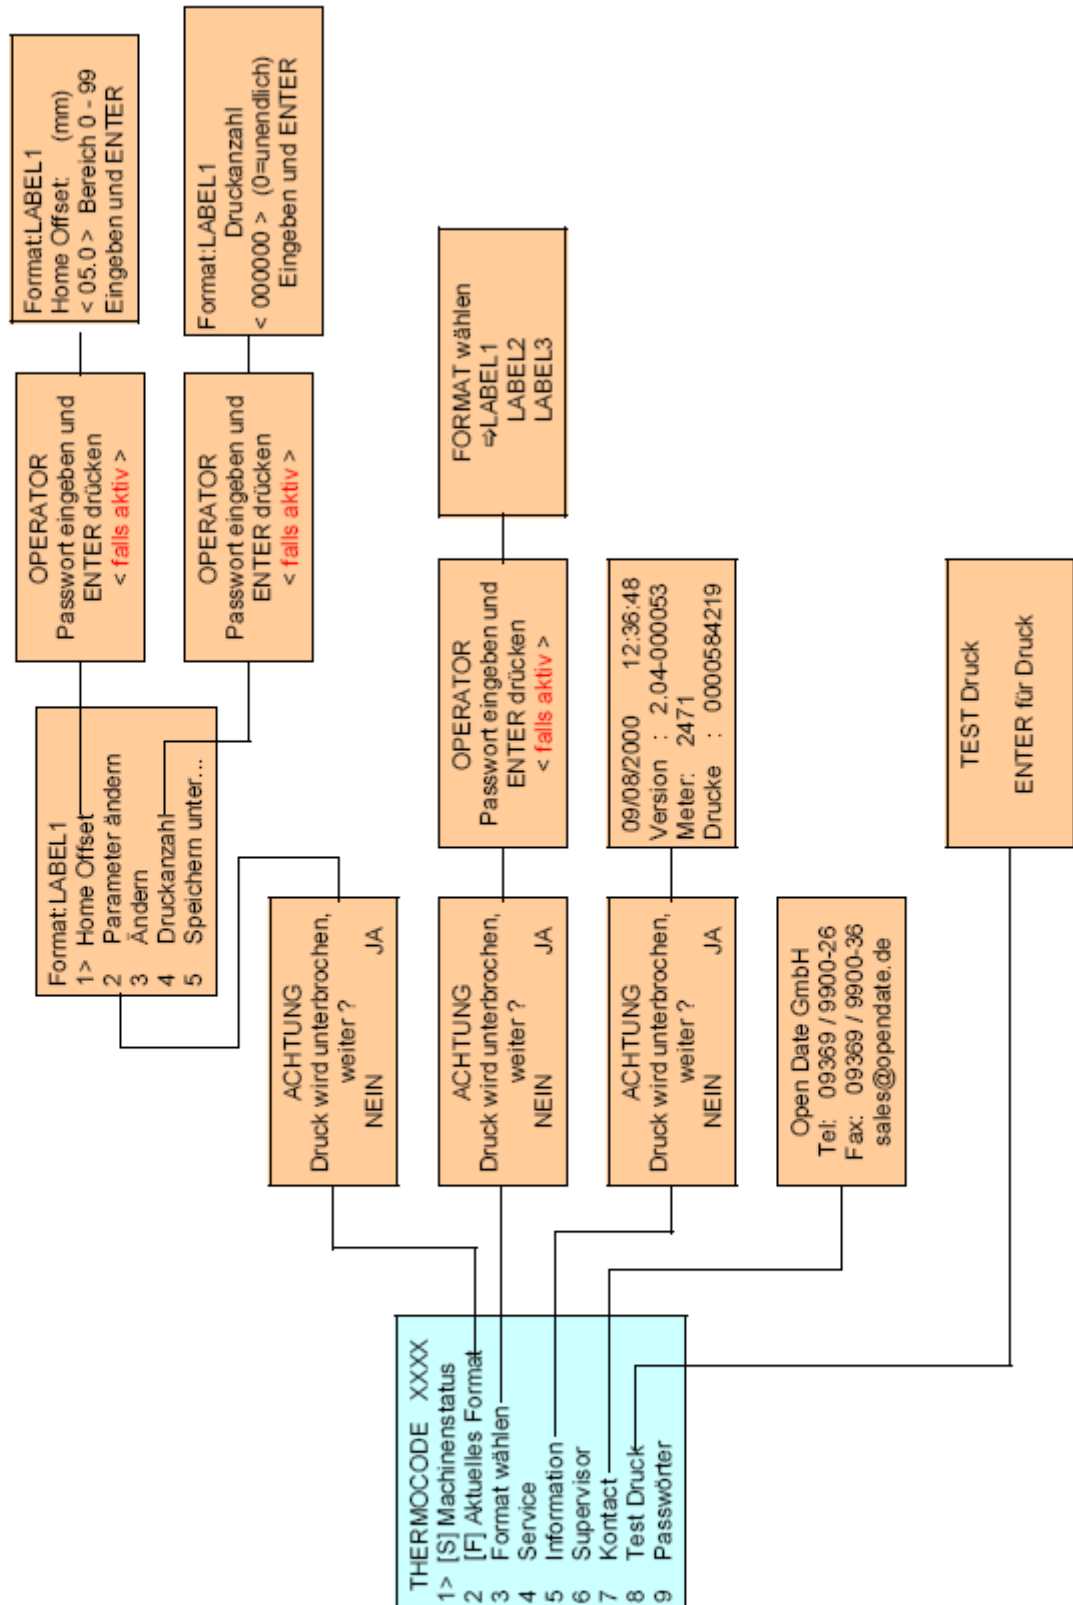 THERMOCODE XXXX
1> [S] Machinenstatus
2 [F] Aktuelles Format
3 Format wählen
4 Service
5 Information
6 Supervisor
7 Kontact
8 Test Druck
9 Passwörter
ACHTUNG
Druck wird unterbrochen,
weiter ?
NEIN JA
Format:LABEL1
1> Home Offset
2 Parameter ändern
3 Ändern
4 Druckanzahl
5 Speichern unter...
OPERATOR
Passwort eingeben und
ENTER drücken
< falls aktiv >
Format:LABEL1
Home Offset: (mm)
< 05.0 > Bereich 0 - 99
Eingeben und ENTER
OPERATOR
Passwort eingeben und
ENTER drücken
< falls aktiv >
Format:LABEL1
Druckanzahl
< 000000 > (0=unendlich)
Eingeben und ENTER
ACHTUNG
Druck wird unterbrochen,
weiter ?
NEIN JA
OPERATOR
Passwort eingeben und
ENTER drücken
< falls aktiv >
FORMAT wählen
⇨LABEL1
LABEL2
LABEL3
ACHTUNG
Druck wird unterbrochen,
weiter ?
NEIN JA
09/08/2000 12:36:48
Version : 2.04-000053
Meter: 2471
Drucke : 0000584219
Open Date GmbH
Tel: 09369 / 9900-26
Fax: 09369 / 9900-36
sales@opendate.de
TEST Druck
ENTER für Druck